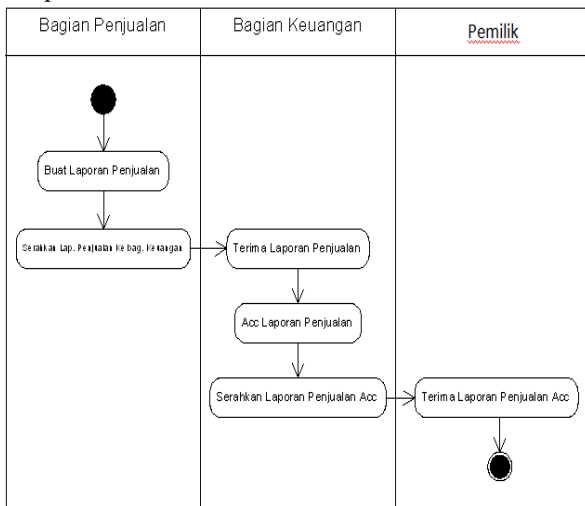 Bagian Penjualan
Bagian Keuangan
Pemilik
Buat Laporan Penjualan
Serahkan Lap. Penjualan Ke bag. Keuangan
Terima Laporan Penjualan
Acc Laporan Penjualan
Serahkan Laporan Penjualan Acc
Terima Laporan Penjualan Acc